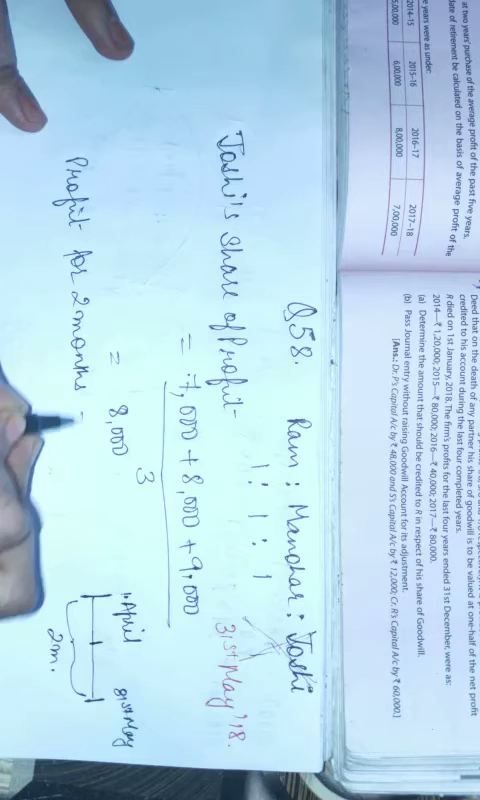 at two years' purchase of the average profit of the past five years.
date of retirement be calculated on the basis of average profit of the
e years were as under:
2014–15 2015–16 2016–17 2017–18
5,00,000 6,00,000 8,00,000 7,00,000
Deed that on the death of any partner his share of goodwill is to be valued at one-half of the net profit
credited to his account during the last four completed years.
R died on 1st January, 2018. The firm's profits for the last four years ended 31st December, were as:
2014—₹ 1,20,000; 2015—₹ 80,000; 2016—₹ 40,000; 2017—₹ 80,000.
(a) Determine the amount that should be credited to R in respect of his share of Goodwill.
(b) Pass Journal entry without raising Goodwill Account for its adjustment.
[Ans.: Dr. P's Capital A/c by ₹ 48,000 and S's Capital A/c by ₹ 12,000; Cr. R's Capital A/c by ₹ 60,000.]
Q58. Ram : Manohar : Joshi
1 : 1 : 1
31st May '18.
Joshi's share of Profit-
= 7,000 + 8,000 + 9,000
3
= 8,000
Profit for 2 months =
1 April 31st May
2m.